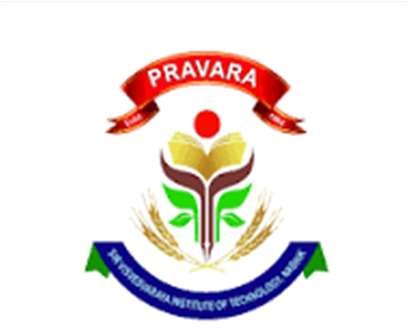 PRAVARA
SIR VISVESVARAYA INSTITUTE OF TECHNOLOGY, NASHIK